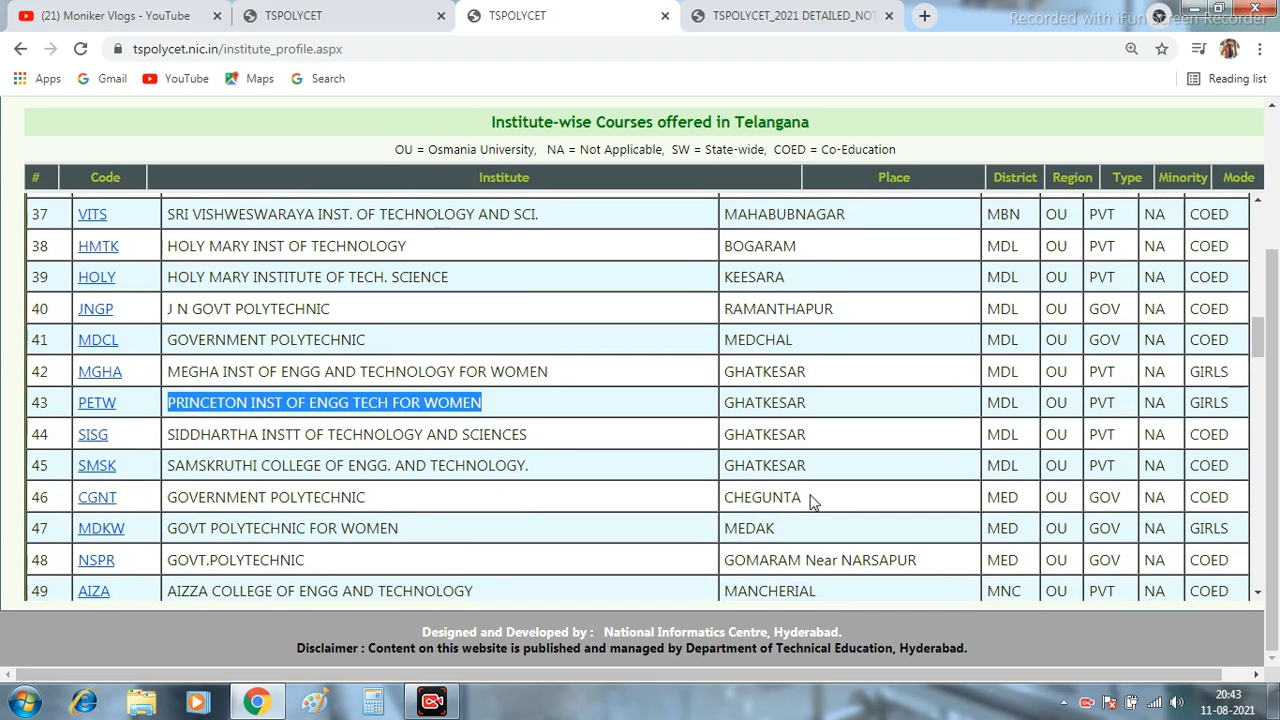 (21) Moniker Vlogs - YouTube
TSPOLYCET
TSPOLYCET
TSPOLYCET_2021 DETAILED_NOT
Recorded with iFun Screen Recorder
tspolycet.nic.in/institute_profile.aspx
Apps Gmail YouTube Maps Search Reading list
Institute-wise Courses offered in Telangana
OU = Osmania University, NA = Not Applicable, SW = State-wide, COED = Co-Education
# Code Institute Place District Region Type Minority Mode
37 VITS SRI VISHWESWARAYA INST. OF TECHNOLOGY AND SCI. MAHABUBNAGAR MBN OU PVT NA COED
38 HMTK HOLY MARY INST OF TECHNOLOGY BOGARAM MDL OU PVT NA COED
39 HOLY HOLY MARY INSTITUTE OF TECH. SCIENCE KEESARA MDL OU PVT NA COED
40 JNGP J N GOVT POLYTECHNIC RAMANTHAPUR MDL OU GOV NA COED
41 MDCL GOVERNMENT POLYTECHNIC MEDCHAL MDL OU GOV NA COED
42 MGHA MEGHA INST OF ENGG AND TECHNOLOGY FOR WOMEN GHATKESAR MDL OU PVT NA GIRLS
43 PETW PRINCETON INST OF ENGG TECH FOR WOMEN GHATKESAR MDL OU PVT NA GIRLS
44 SISG SIDDHARTHA INSTT OF TECHNOLOGY AND SCIENCES GHATKESAR MDL OU PVT NA COED
45 SMSK SAMSKRUTHI COLLEGE OF ENGG. AND TECHNOLOGY. GHATKESAR MDL OU PVT NA COED
46 CGNT GOVERNMENT POLYTECHNIC CHEGUNTA MED OU GOV NA COED
47 MDKW GOVT POLYTECHNIC FOR WOMEN MEDAK MED OU GOV NA GIRLS
48 NSPR GOVT.POLYTECHNIC GOMARAM Near NARSAPUR MED OU GOV NA COED
49 AIZA AIZZA COLLEGE OF ENGG AND TECHNOLOGY MANCHERIAL MNC OU PVT NA COED
Designed and Developed by : National Informatics Centre, Hyderabad.
Disclaimer : Content on this website is published and managed by Department of Technical Education, Hyderabad.
20:43
11-08-2021